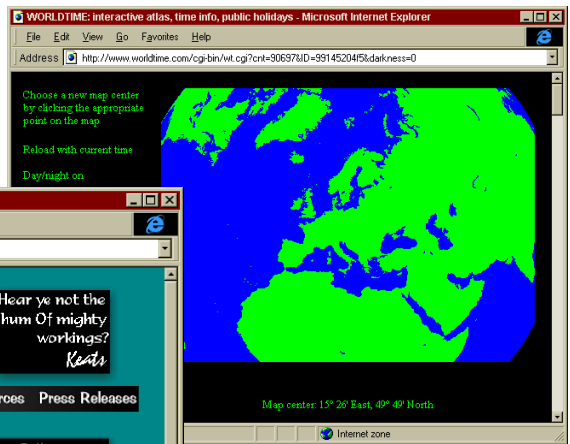 WORLDTIME: interactive atlas, time info, public holidays - Microsoft Internet Explorer
File Edit View Go Favorites Help
Address http://www.worldtime.com/cgi-bin/wt.cgi?cnt=90697&ID=99145204f5&darkness=0
Choose a new map center
by clicking the appropriate
point on the map
Reload with current time
Day/night on
Hear ye not the
hum Of mighty
workings?
Keats
rces Press Releases
Map center: 15° 26' East, 49° 49' North
Internet zone